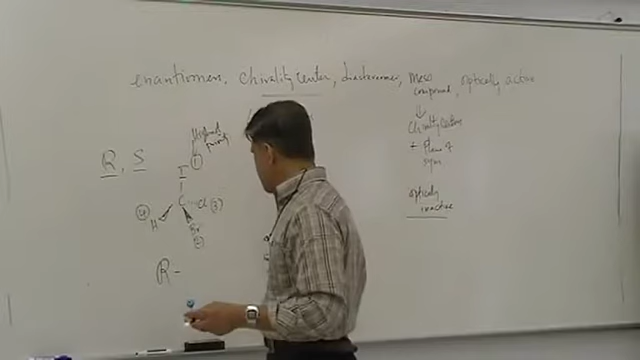 enantiomers, chirality center, diastereomer, meso compound, optically active
Highest priority
R, S
①
I
C
Cl ③
④
H
Br
②
R-
chirality centers
+ Plane of
sym
optically
inactive